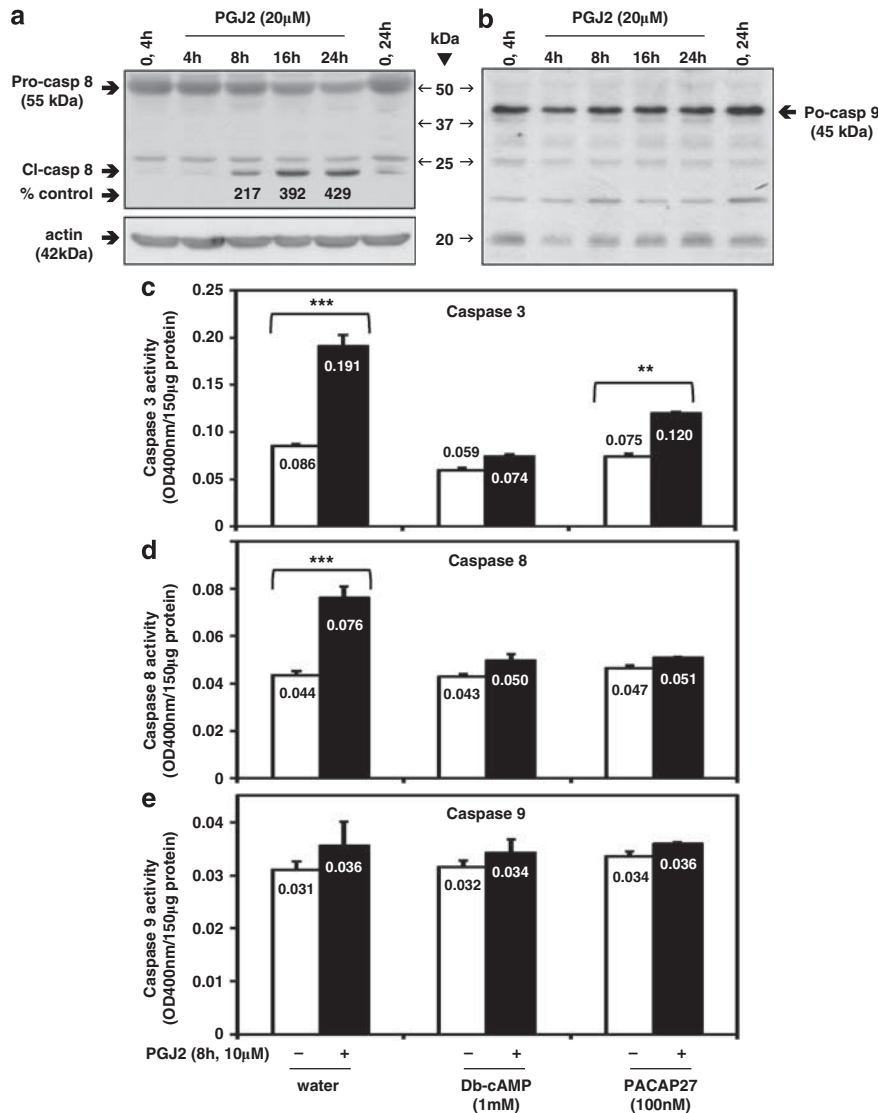 a
PGJ2 (20μM)
0, 4h
4h
8h
16h
24h
0, 24h
kDa
Pro-casp 8
(55 kDa)
Cl-casp 8
% control
217 392 429
actin
(42kDa)
← 50 →
← 37 →
← 25 →
20 →
b
PGJ2 (20μM)
0, 4h
4h
8h
16h
24h
0, 24h
Po-casp 9
(45 kDa)
c
Caspase 3
Caspase 3 activity
(OD400nm/150μg protein)
0.25
0.20
0.15
0.10
0.05
0
***
**
0.086
0.191
0.059
0.074
0.075
0.120
d
Caspase 8
Caspase 8 activity
(OD400nm/150μg protein)
0.08
0.06
0.04
0.02
0
***
0.044
0.076
0.043
0.050
0.047
0.051
e
Caspase 9
Caspase 9 activity
(OD400nm/150μg protein)
0.04
0.03
0.02
0.01
0
0.031
0.036
0.032
0.034
0.034
0.036
PGJ2 (8h, 10μM) – + – + – +
water
Db-cAMP
(1mM)
PACAP27
(100nM)